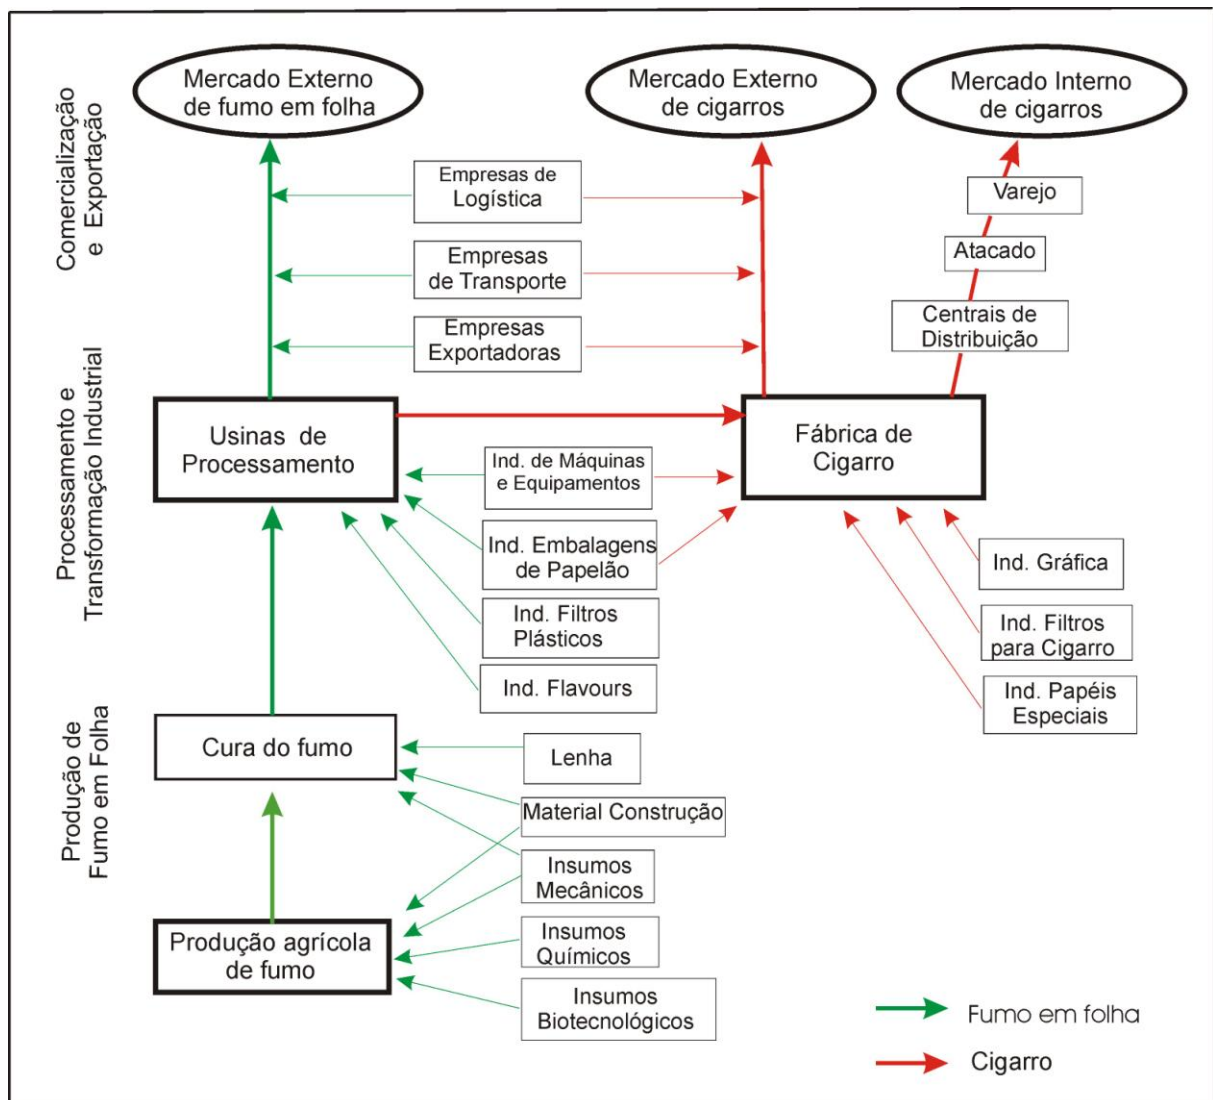 Mercado Externo
de fumo em folha
Mercado Externo
de cigarros
Mercado Interno
de cigarros
Comercialização
e Exportação
Empresas de
Logística
Varejo
Empresas
de Transporte
Atacado
Empresas
Exportadoras
Centrais de
Distribuição
Processamento e
Transformação Industrial
Usinas de
Processamento
Fábrica de
Cigarro
Ind. de Máquinas
e Equipamentos
Ind. Embalagens
de Papelão
Ind. Gráfica
Ind. Filtros
Plásticos
Ind. Filtros
para Cigarro
Ind. Flavours
Ind. Papéis
Especiais
Produção de
Fumo em Folha
Cura do fumo
Lenha
Material Construção
Insumos
Mecânicos
Produção agrícola
de fumo
Insumos
Químicos
Insumos
Biotecnológicos
Fumo em folha
Cigarro